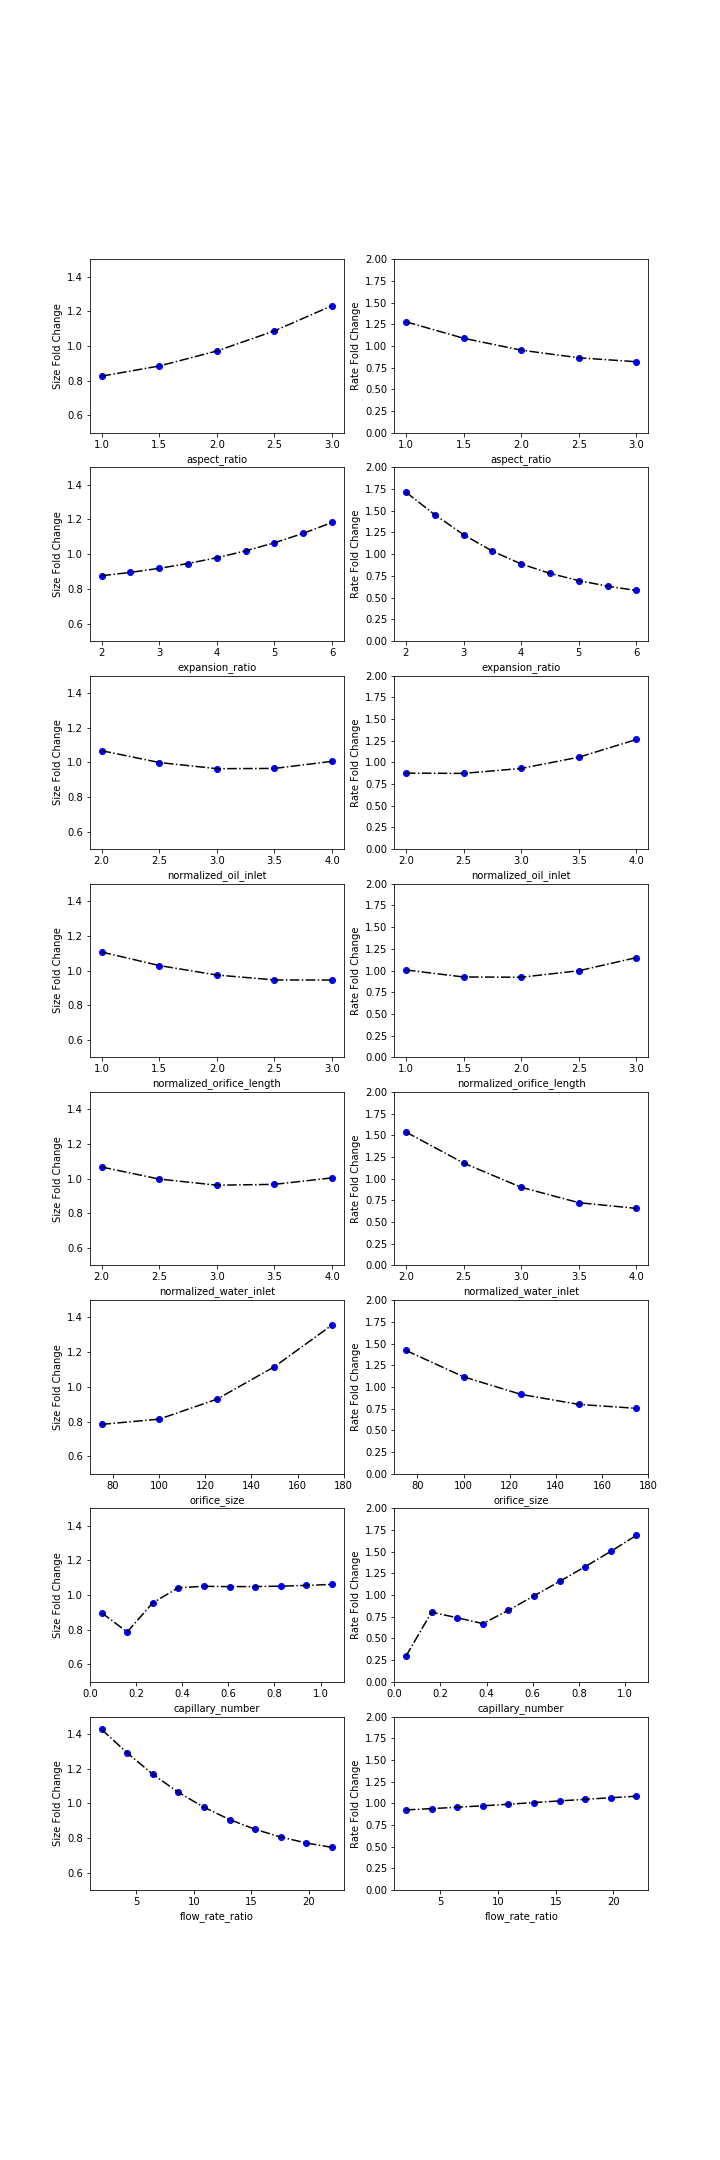 Size Fold Change
1.4
1.2
1.0
0.8
0.6
1.0 1.5 2.0 2.5 3.0
aspect_ratio
Rate Fold Change
2.00
1.75
1.50
1.25
1.00
0.75
0.50
0.25
0.00
1.0 1.5 2.0 2.5 3.0
aspect_ratio
Size Fold Change
1.4
1.2
1.0
0.8
0.6
2 3 4 5 6
expansion_ratio
Rate Fold Change
2.00
1.75
1.50
1.25
1.00
0.75
0.50
0.25
0.00
2 3 4 5 6
expansion_ratio
Size Fold Change
1.4
1.2
1.0
0.8
0.6
2.0 2.5 3.0 3.5 4.0
normalized_oil_inlet
Rate Fold Change
2.00
1.75
1.50
1.25
1.00
0.75
0.50
0.25
0.00
2.0 2.5 3.0 3.5 4.0
normalized_oil_inlet
Size Fold Change
1.4
1.2
1.0
0.8
0.6
1.0 1.5 2.0 2.5 3.0
normalized_orifice_length
Rate Fold Change
2.00
1.75
1.50
1.25
1.00
0.75
0.50
0.25
0.00
1.0 1.5 2.0 2.5 3.0
normalized_orifice_length
Size Fold Change
1.4
1.2
1.0
0.8
0.6
2.0 2.5 3.0 3.5 4.0
normalized_water_inlet
Rate Fold Change
2.00
1.75
1.50
1.25
1.00
0.75
0.50
0.25
0.00
2.0 2.5 3.0 3.5 4.0
normalized_water_inlet
Size Fold Change
1.4
1.2
1.0
0.8
0.6
80 100 120 140 160 180
orifice_size
Rate Fold Change
2.00
1.75
1.50
1.25
1.00
0.75
0.50
0.25
0.00
80 100 120 140 160 180
orifice_size
Size Fold Change
1.4
1.2
1.0
0.8
0.6
0.0 0.2 0.4 0.6 0.8 1.0
capillary_number
Rate Fold Change
2.00
1.75
1.50
1.25
1.00
0.75
0.50
0.25
0.00
0.0 0.2 0.4 0.6 0.8 1.0
capillary_number
Size Fold Change
1.4
1.2
1.0
0.8
0.6
5 10 15 20
flow_rate_ratio
Rate Fold Change
2.00
1.75
1.50
1.25
1.00
0.75
0.50
0.25
0.00
5 10 15 20
flow_rate_ratio